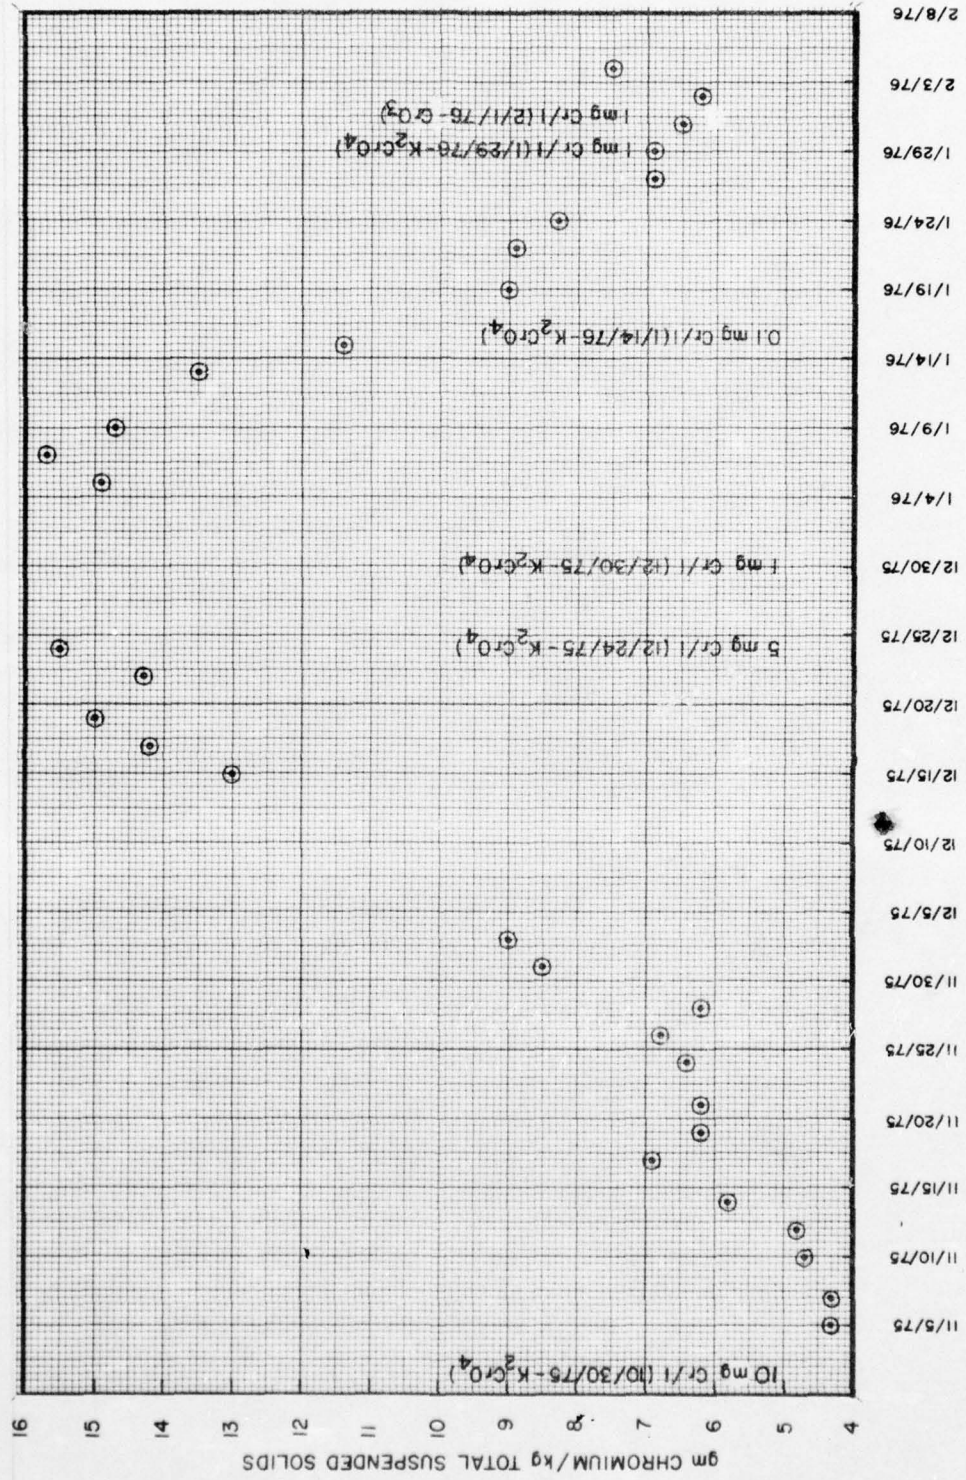 gm CHROMIUM/kg TOTAL SUSPENDED SOLIDS
4 6 7 8 9 10 11 12 13 14 15 16
10 mg Cr/l (10/30/75-K2CrO4)
11/5/75
11/10/75
11/15/75
11/20/75
11/25/75
11/30/75
12/5/75
12/10/75
12/15/75
12/20/75
5 mg Cr/l (12/24/75-K2CrO4)
12/25/75
1 mg Cr/l (12/30/75-K2CrO4)
12/30/75
1/4/76
1/9/76
1/14/76
0.1 mg Cr/l (1/14/76-K2CrO4)
1/19/76
1/24/76
1 mg Cr/l (1/29/76-K2CrO4)
1/29/76
1 mg Cr/l (2/1/76-CrO3)
2/3/76
2/8/76